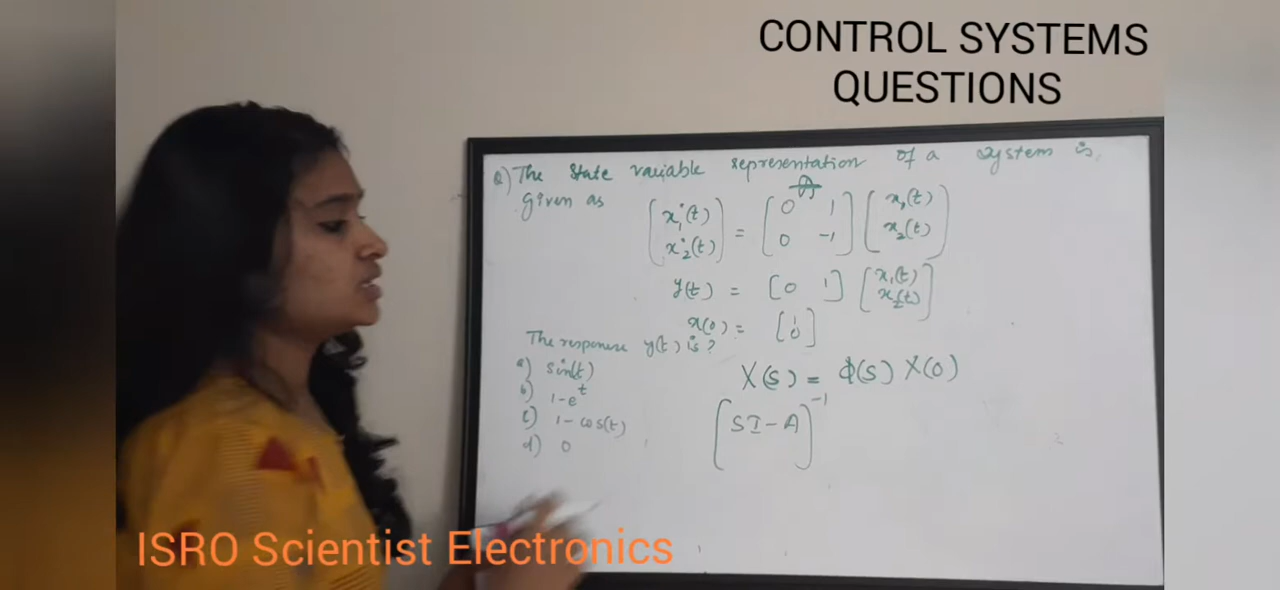 CONTROL SYSTEMS
QUESTIONS
Q) The State variable representation of a system is
given as [ẋ₁(t) ẋ₂(t)] = [0 1 0 -1] [x₁(t) x₂(t)]
A
y(t) = [0 1] [x₁(t) x₂(t)]
x(0) = [1 0]
The response y(t) is?
a) sin(t)
b) 1-e^t
c) 1-cos(t)
d) 0
X(s) = Φ(s) X(0)
[SI-A]⁻¹
ISRO Scientist Electronics